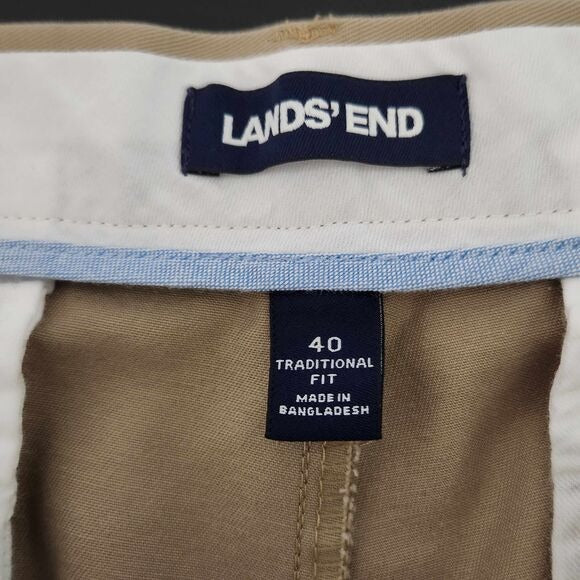 LANDS' END
40
TRADITIONAL
FIT
MADE IN
BANGLADESH